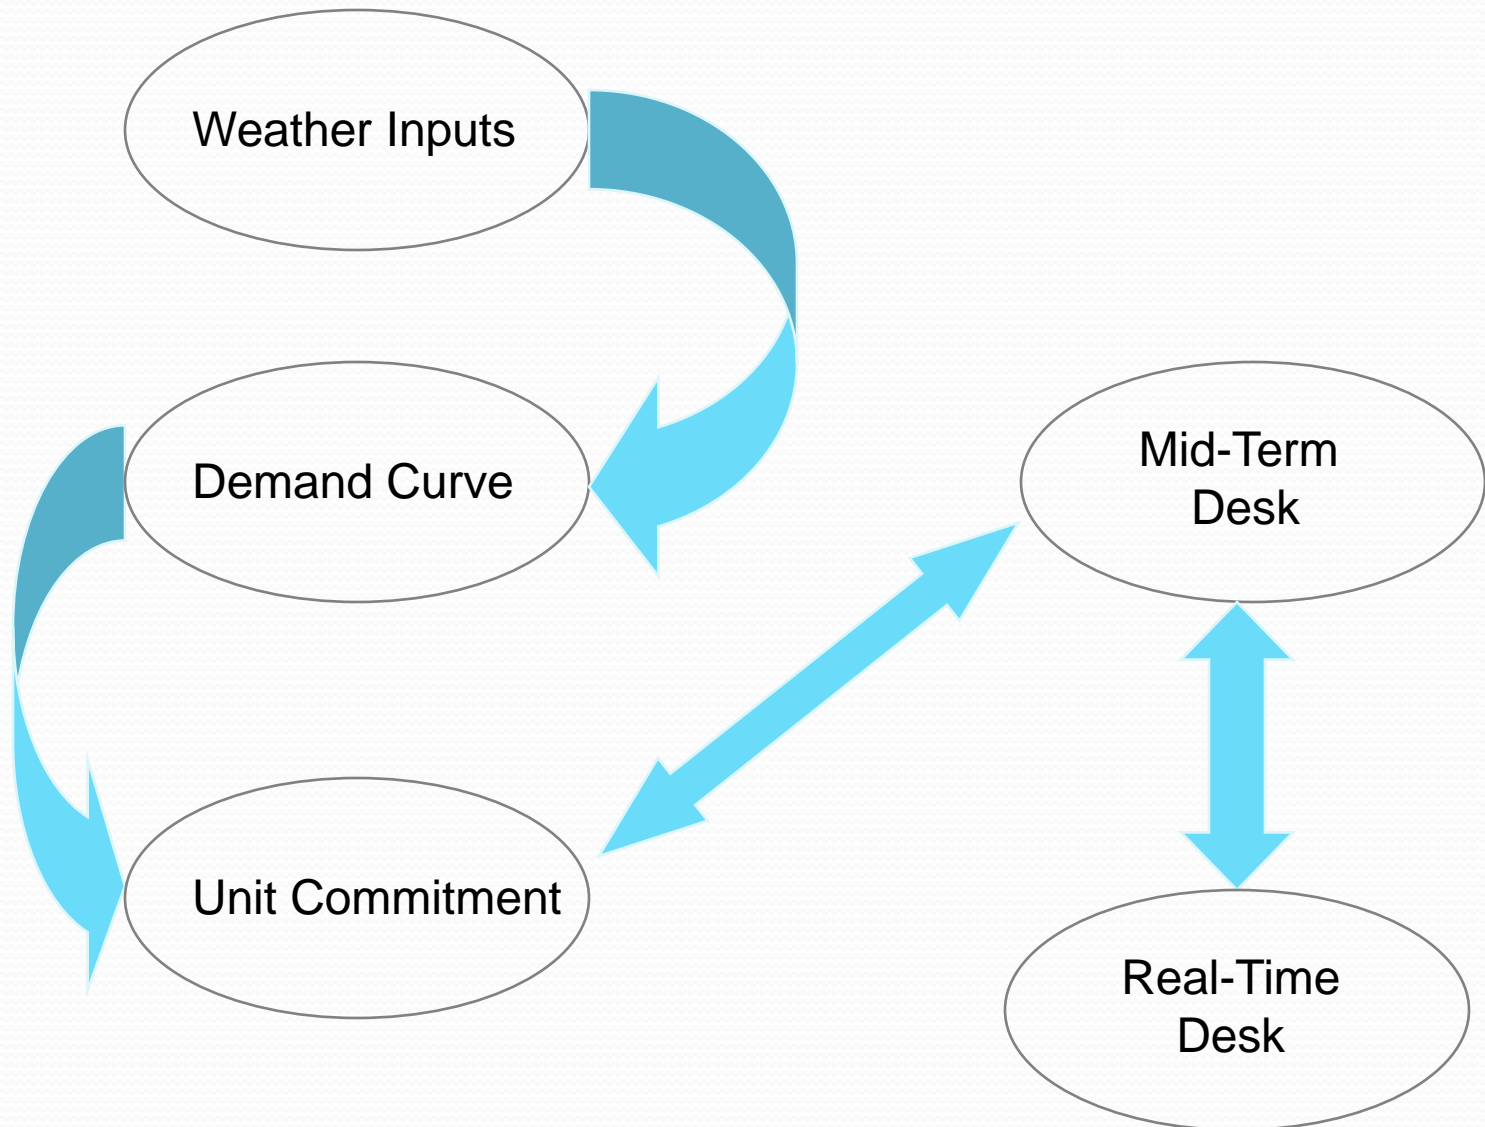 Weather Inputs
Demand Curve
Unit Commitment
Mid-Term
Desk
Real-Time
Desk